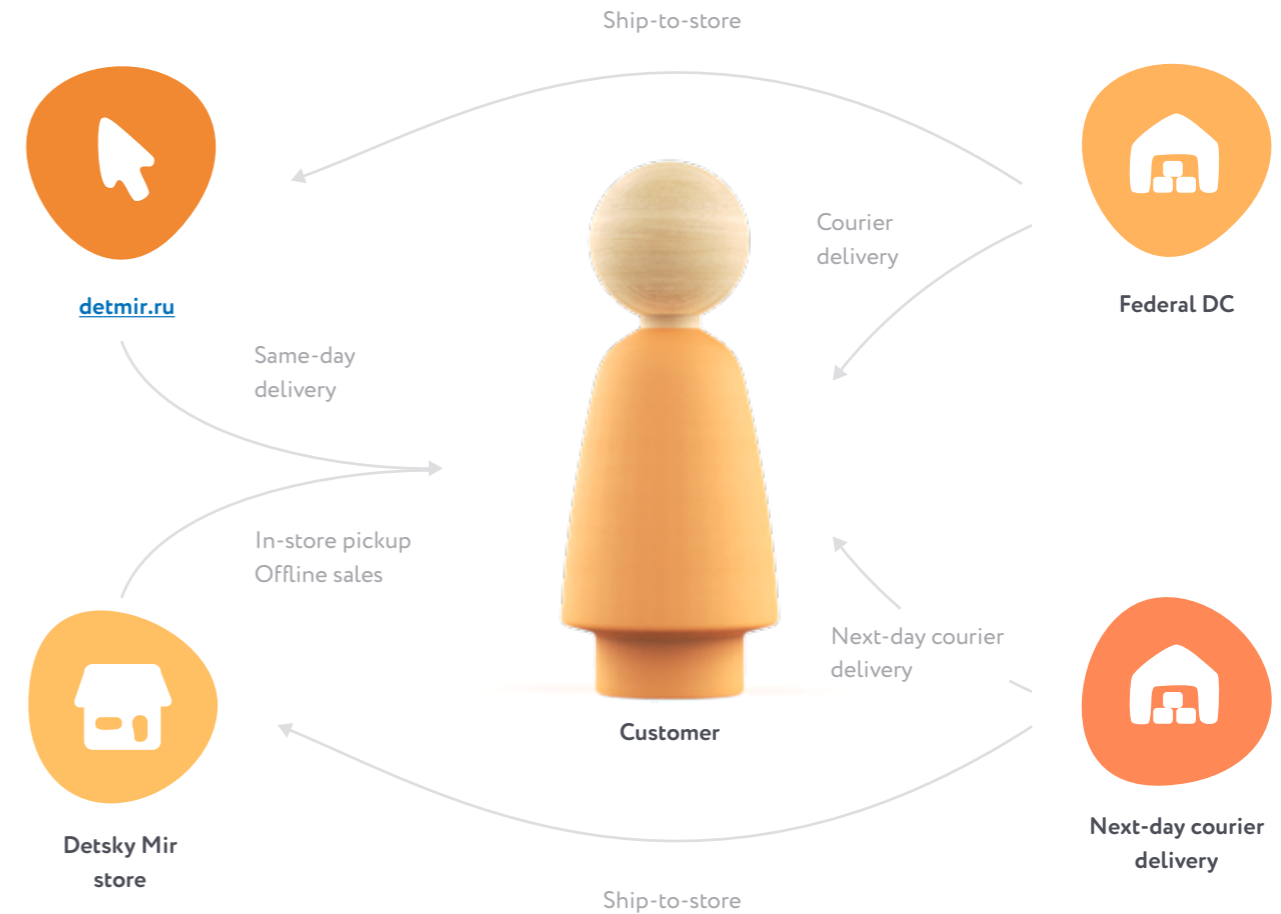 Ship-to-store
Courier
delivery
detmir.ru
Federal DC
Same-day
delivery
In-store pickup
Offline sales
Next-day courier
delivery
Customer
Detsky Mir
store
Next-day courier
delivery
Ship-to-store